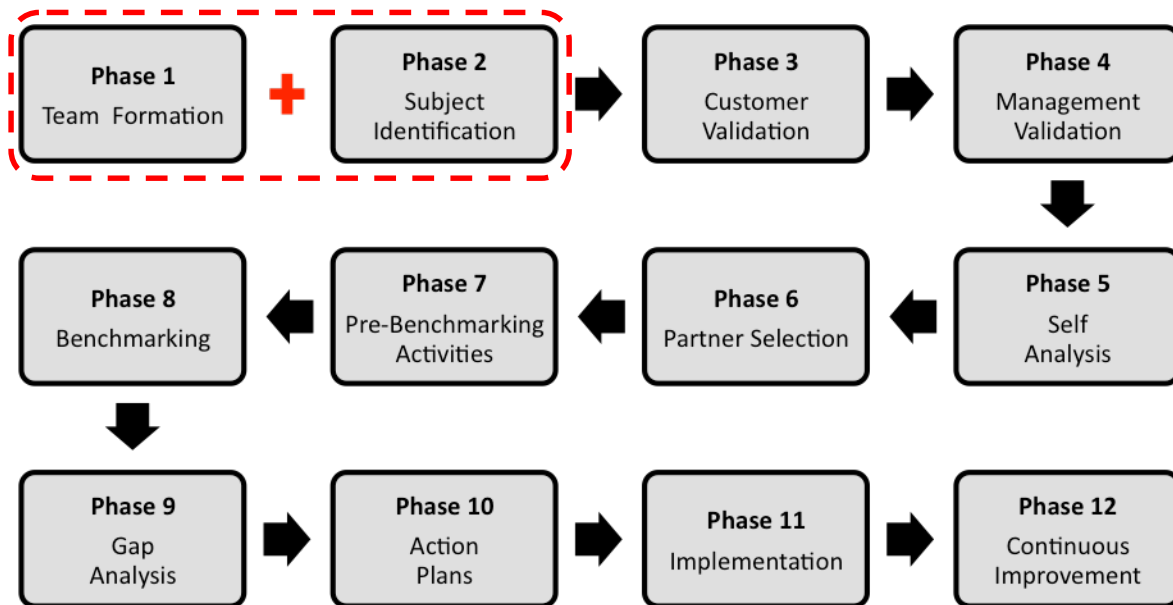 Phase 1
Team Formation
Phase 2
Subject
Identification
Phase 3
Customer
Validation
Phase 4
Management
Validation
Phase 8
Benchmarking
Phase 7
Pre-Benchmarking
Activities
Phase 6
Partner Selection
Phase 5
Self
Analysis
Phase 9
Gap
Analysis
Phase 10
Action
Plans
Phase 11
Implementation
Phase 12
Continuous
Improvement